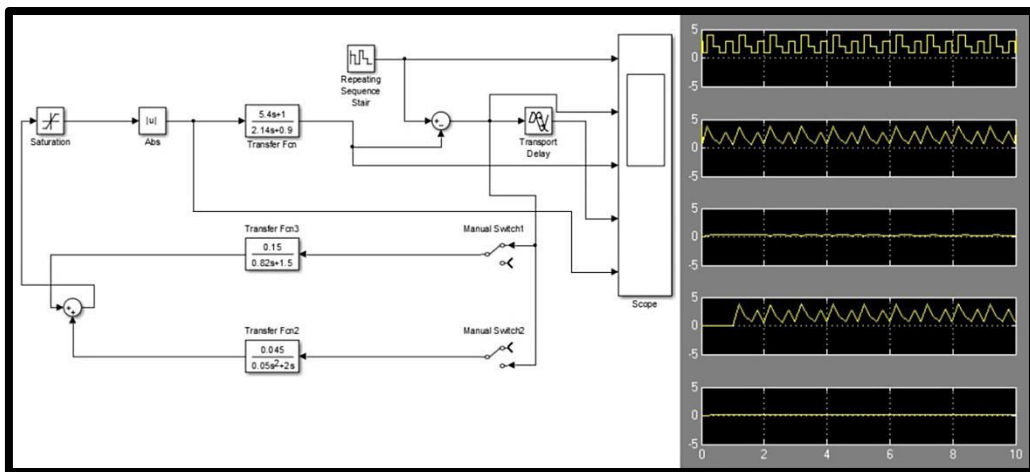 Repeating
Sequence
Stair
Saturation
|u|
Abs
5.4s+1
2.14s+0.9
Transfer Fcn
+
-
Transport
Delay
Transfer Fcn3
0.15
0.82s+1.5
Manual Switch1
Scope
+
+
Transfer Fcn2
0.045
0.05s²+2s
Manual Switch2
5
0
-5
5
0
-5
5
0
-5
5
0
-5
5
0
-5
0 2 4 6 8 10